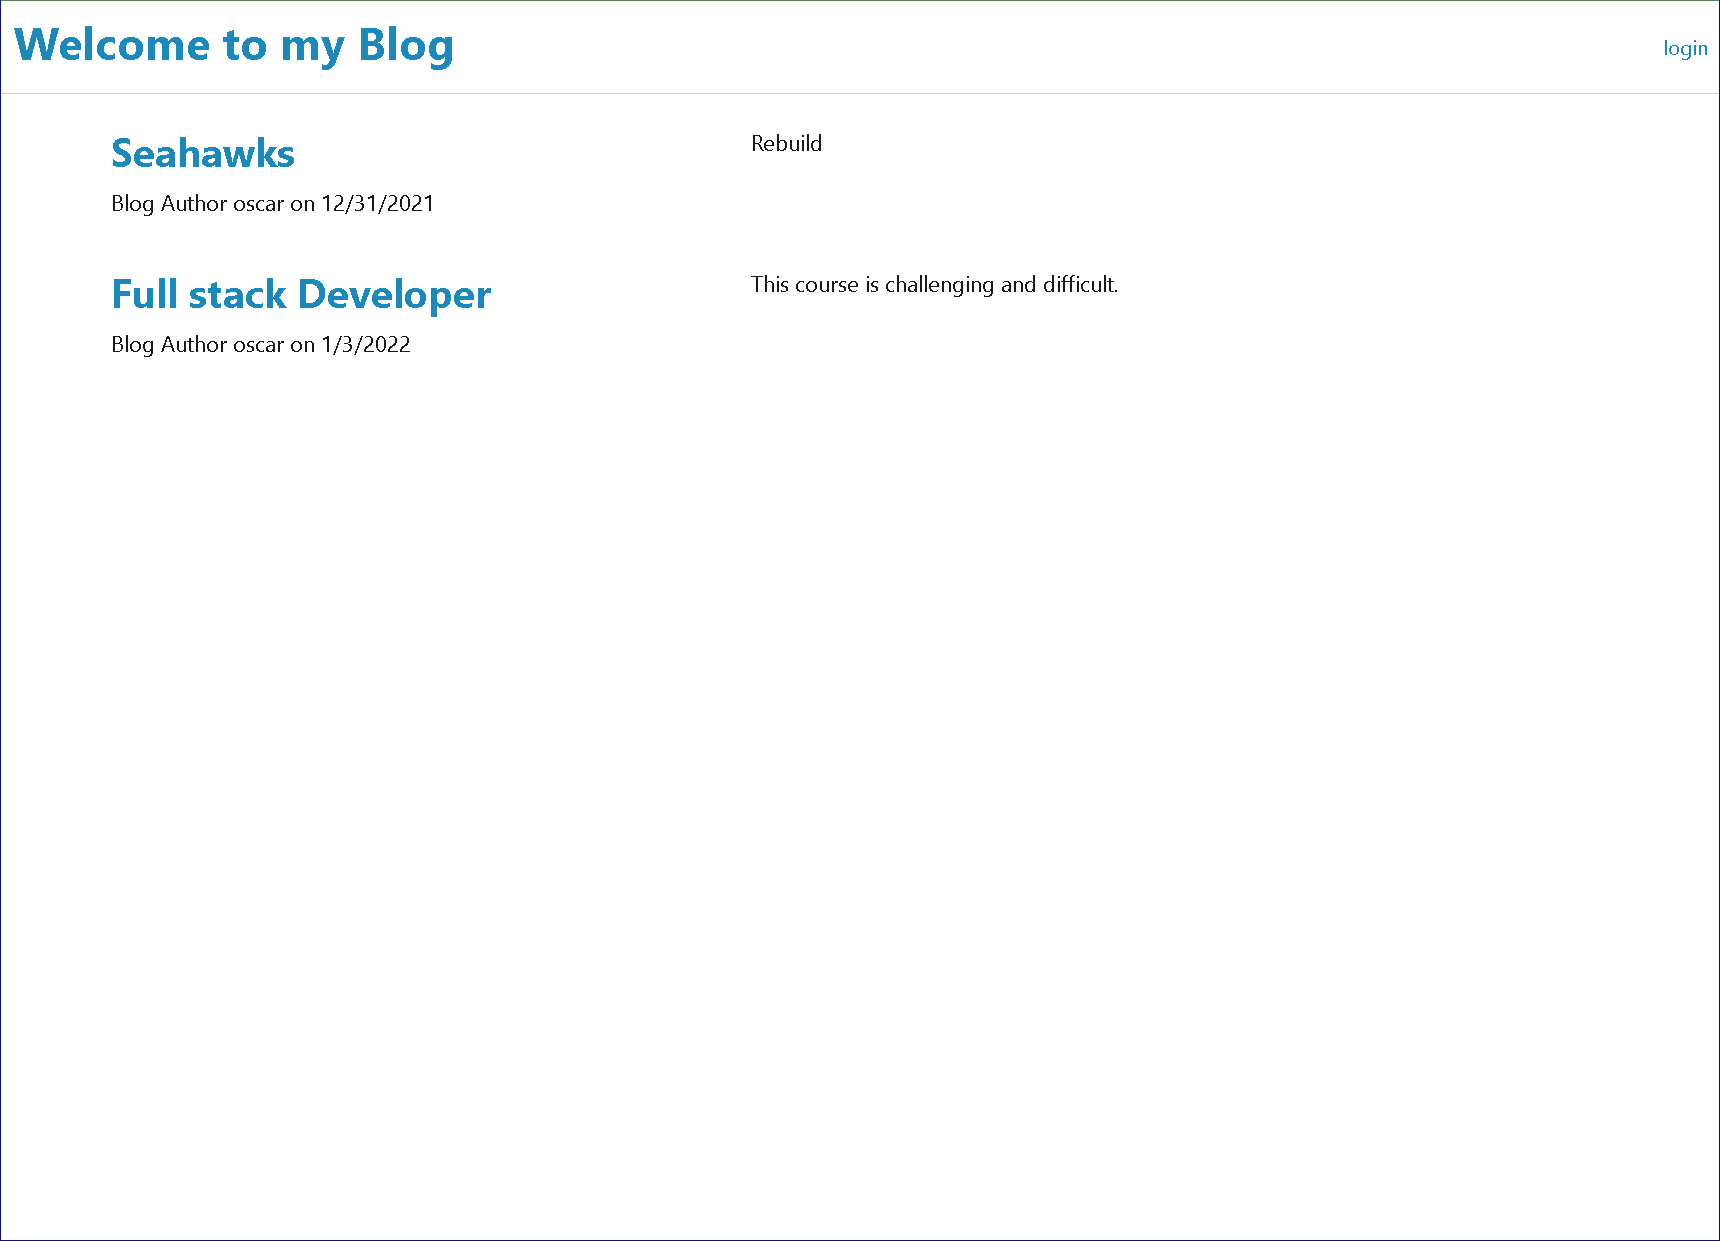 Welcome to my Blog
login
Seahawks
Blog Author oscar on 12/31/2021
Rebuild
Full stack Developer
Blog Author oscar on 1/3/2022
This course is challenging and difficult.